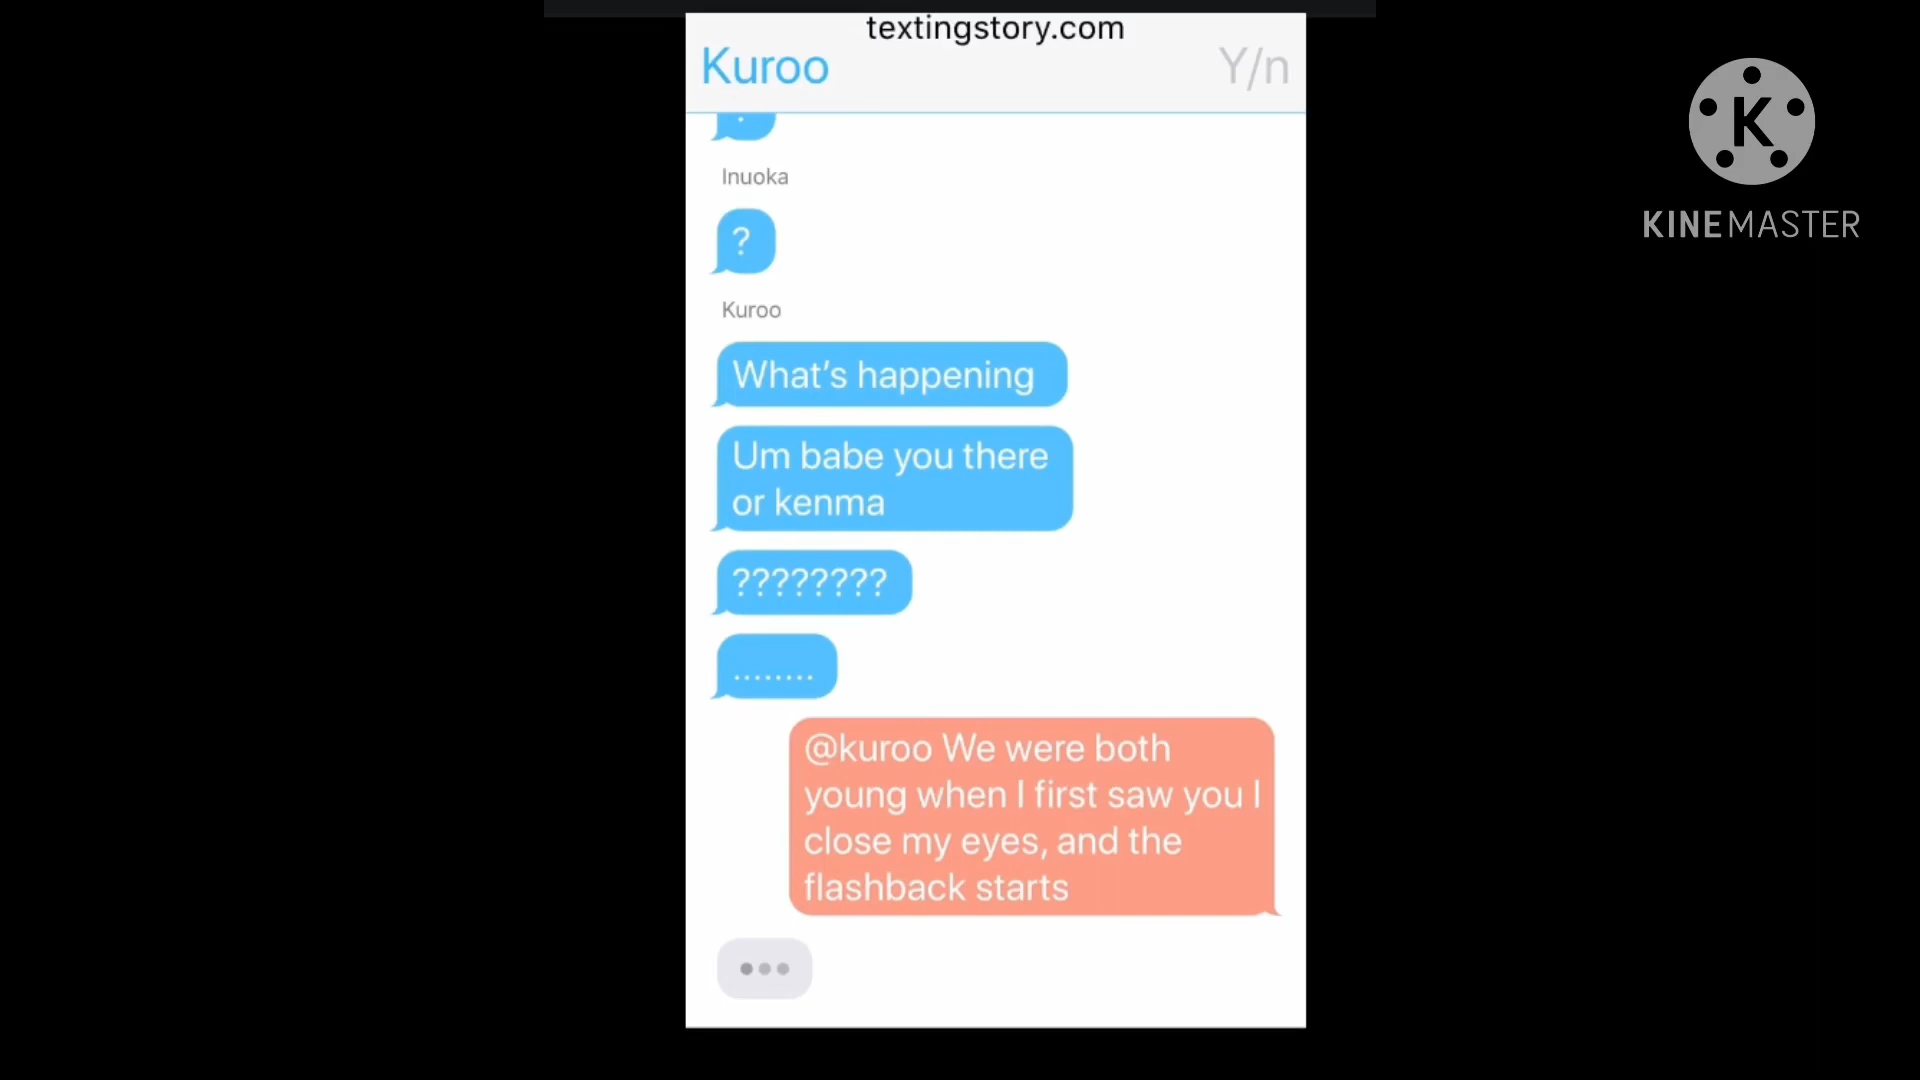 textingstory.com
Kuroo
Y/n
Inuoka
?
Kuroo
What's happening
Um babe you there
or kenma
????????
........
@kuroo We were both
young when I first saw you I
close my eyes, and the
flashback starts
K
KINEMASTER